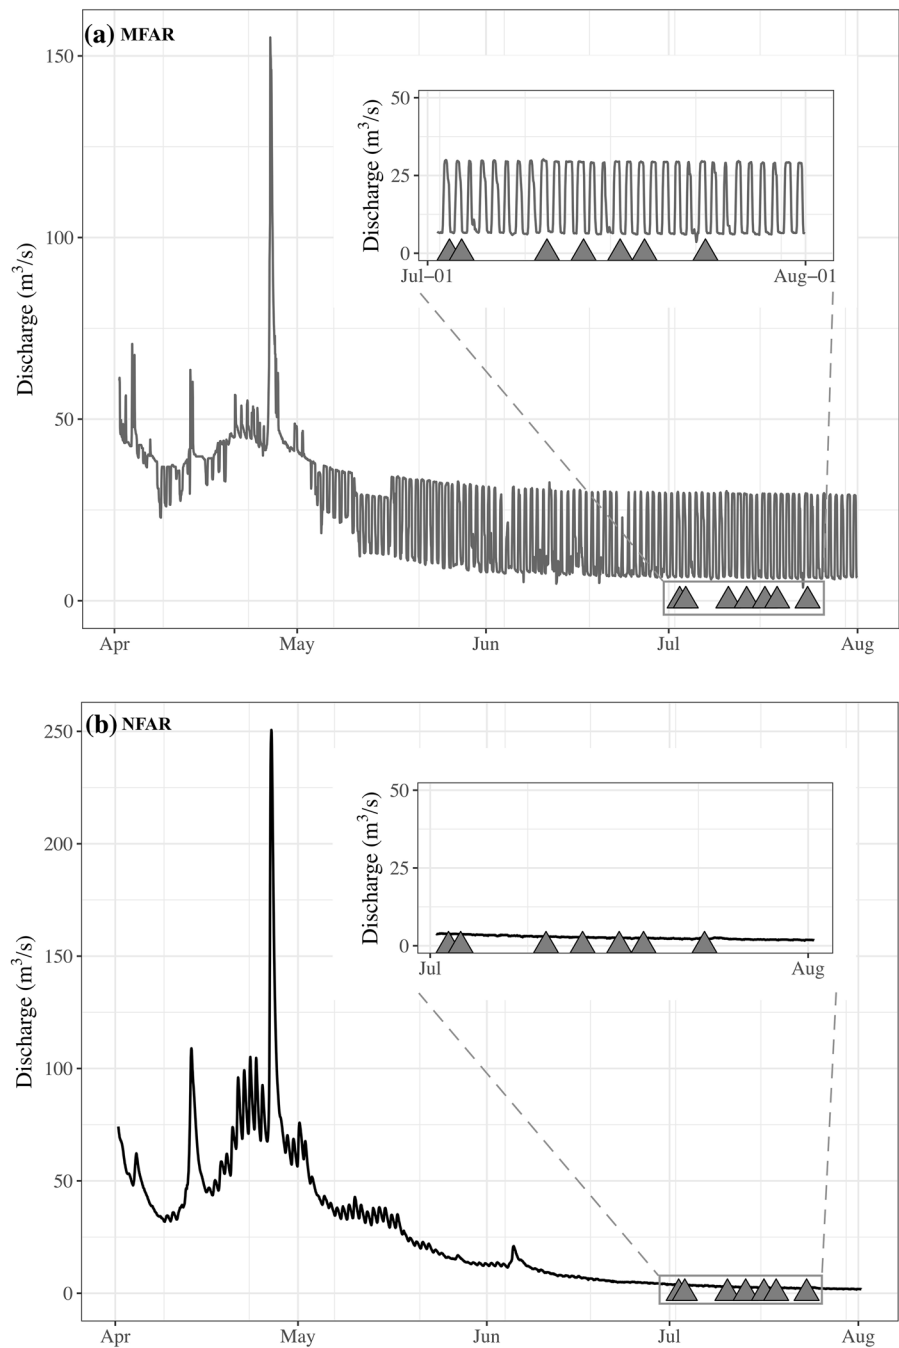 (a) MFAR
150
100
50
0
Discharge (m³/s)
Apr May Jun Jul Aug
50
25
0
Discharge (m³/s)
Jul–01 Aug–01
(b) NFAR
250
200
150
100
50
0
Discharge (m³/s)
Apr May Jun Jul Aug
50
25
0
Discharge (m³/s)
Jul Aug